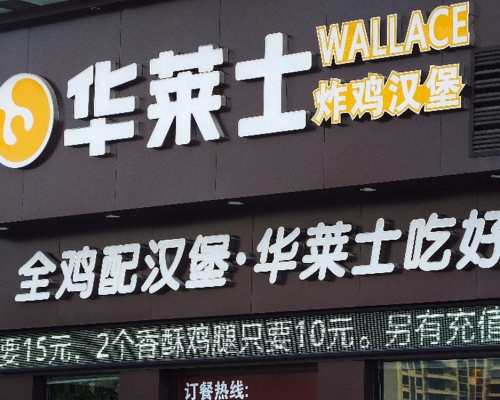 华莱士
WALLACE
炸鸡汉堡
全鸡配汉堡·华莱士吃好
要15元，2个香酥鸡腿只要10元。另有充值
订餐热线: